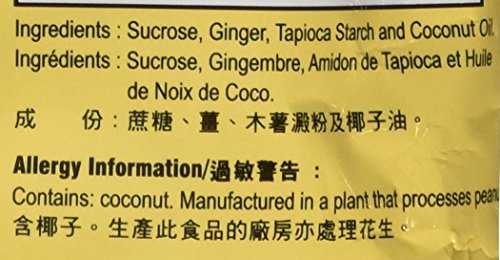 Ingredients : Sucrose, Ginger, Tapioca Starch and Coconut Oil.
Ingrédients : Sucrose, Gingembre, Amidon de Tapioca et Huile
de Noix de Coco.
成 份：蔗糖、薑、木薯澱粉及椰子油。
Allergy Information/過敏警告：
Contains: coconut. Manufactured in a plant that processes
含椰子。生產此食品的廠房亦處理花生。